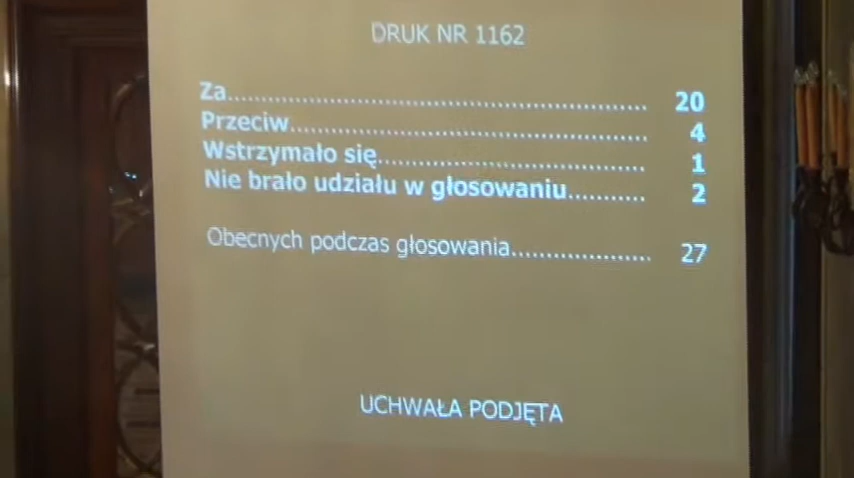 DRUK NR 1162
Za.................................................................. 20
Przeciw......................................................... 4
Wstrzymało się.......................................... 1
Nie brało udziału w głosowaniu............ 2
Obecnych podczas głosowania...................... 27
UCHWAŁA PODJĘTA